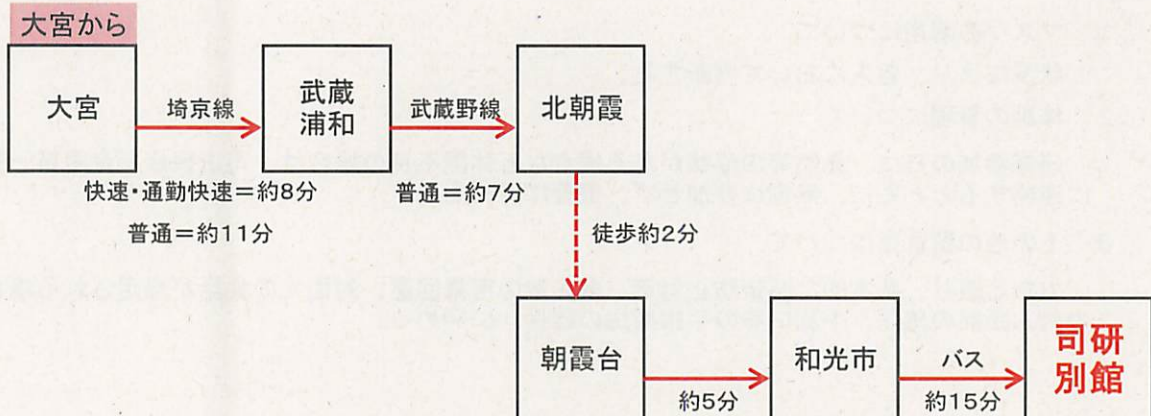 大宮から
大宮
埼京線
快速・通勤快速=約8分
普通=約11分
武蔵
浦和
武蔵野線
普通=約7分
北朝霞
徒歩約2分
朝霞台
約5分
和光市
バス
約15分
司研
別館